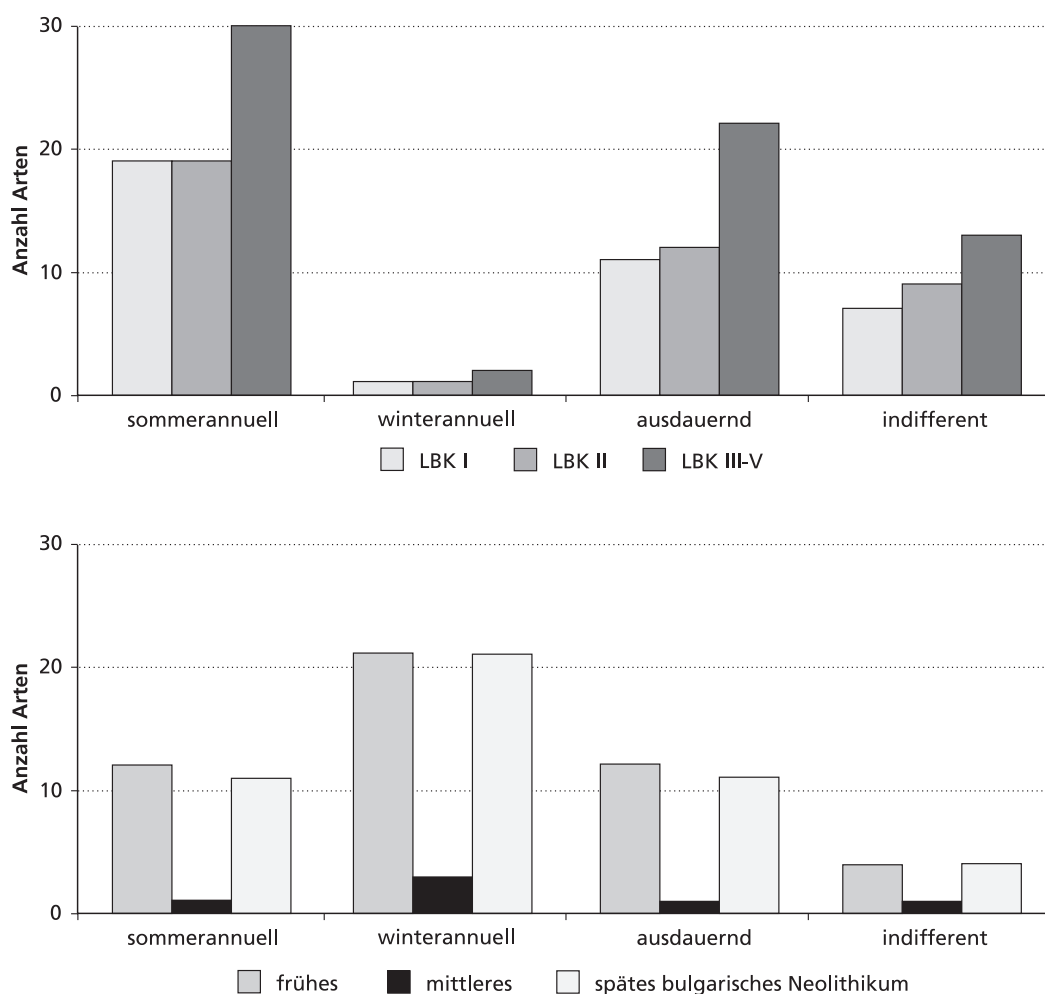 30
20
10
0
Anzahl Arten
sommerannuell winterannuell ausdauernd indifferent
LBK I LBK II LBK III-V
30
20
10
0
Anzahl Arten
sommerannuell winterannuell ausdauernd indifferent
frühes mittleres spätes bulgarisches Neolithikum